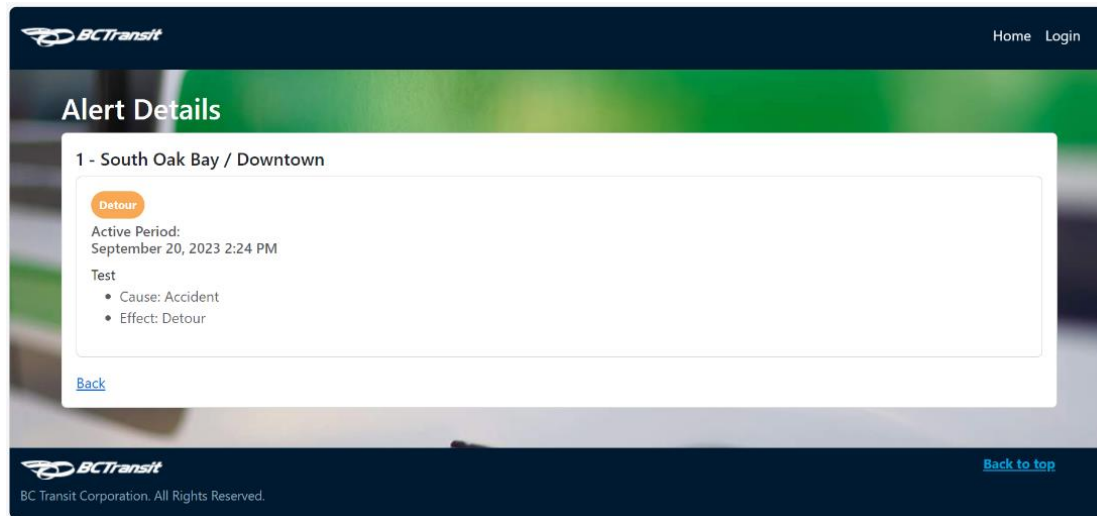 BCTransit
Home Login
Alert Details
1 - South Oak Bay / Downtown
Detour
Active Period:
September 20, 2023 2:24 PM
Test
Cause: Accident
Effect: Detour
Back
BCTransit
Back to top
BC Transit Corporation. All Rights Reserved.